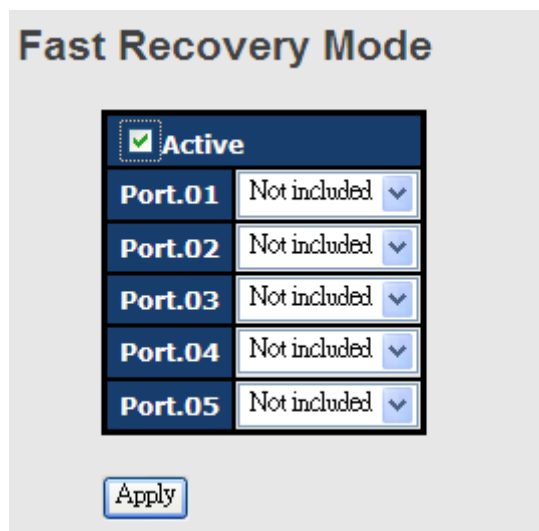 Fast Recovery Mode
Active
Port.01 Not included
Port.02 Not included
Port.03 Not included
Port.04 Not included
Port.05 Not included
Apply